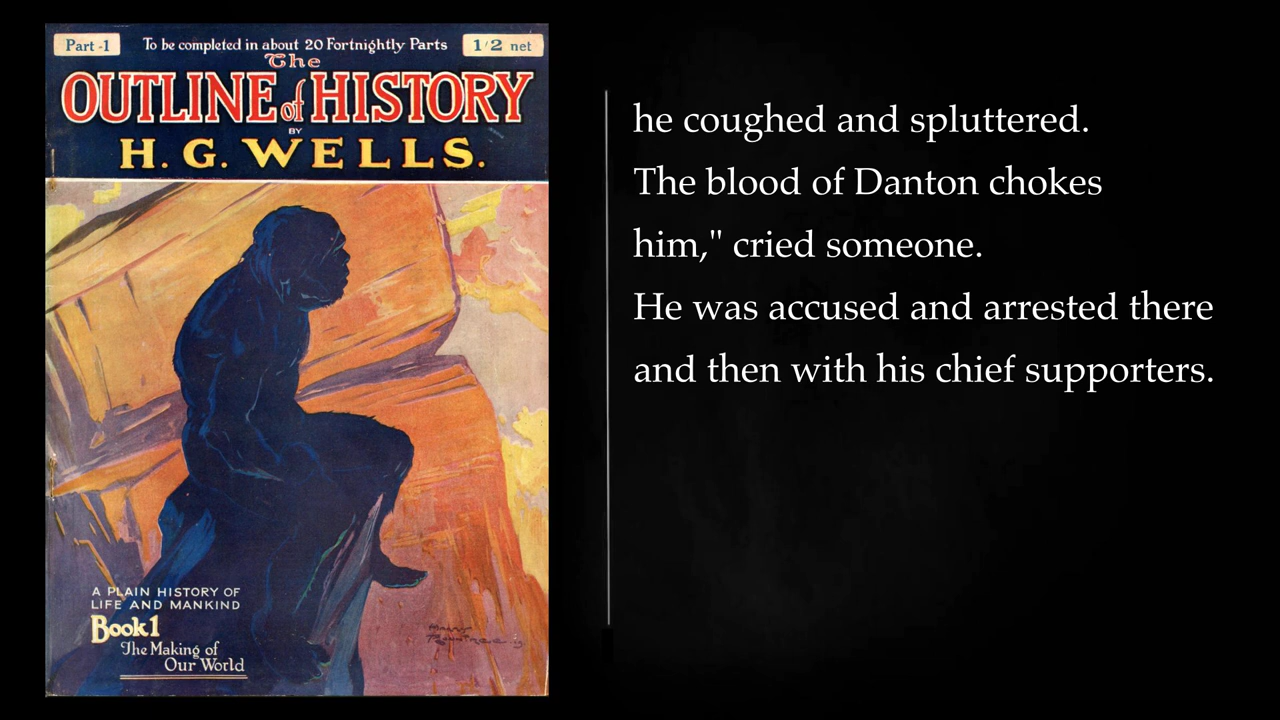 Part -1
To be completed in about 20 Fortnightly Parts
1/2 net
The
OUTLINE of HISTORY
BY
H. G. WELLS.
A PLAIN HISTORY OF
LIFE AND MANKIND
Book 1
The Making of
Our World
he coughed and spluttered.
The blood of Danton chokes
him," cried someone.
He was accused and arrested there
and then with his chief supporters.